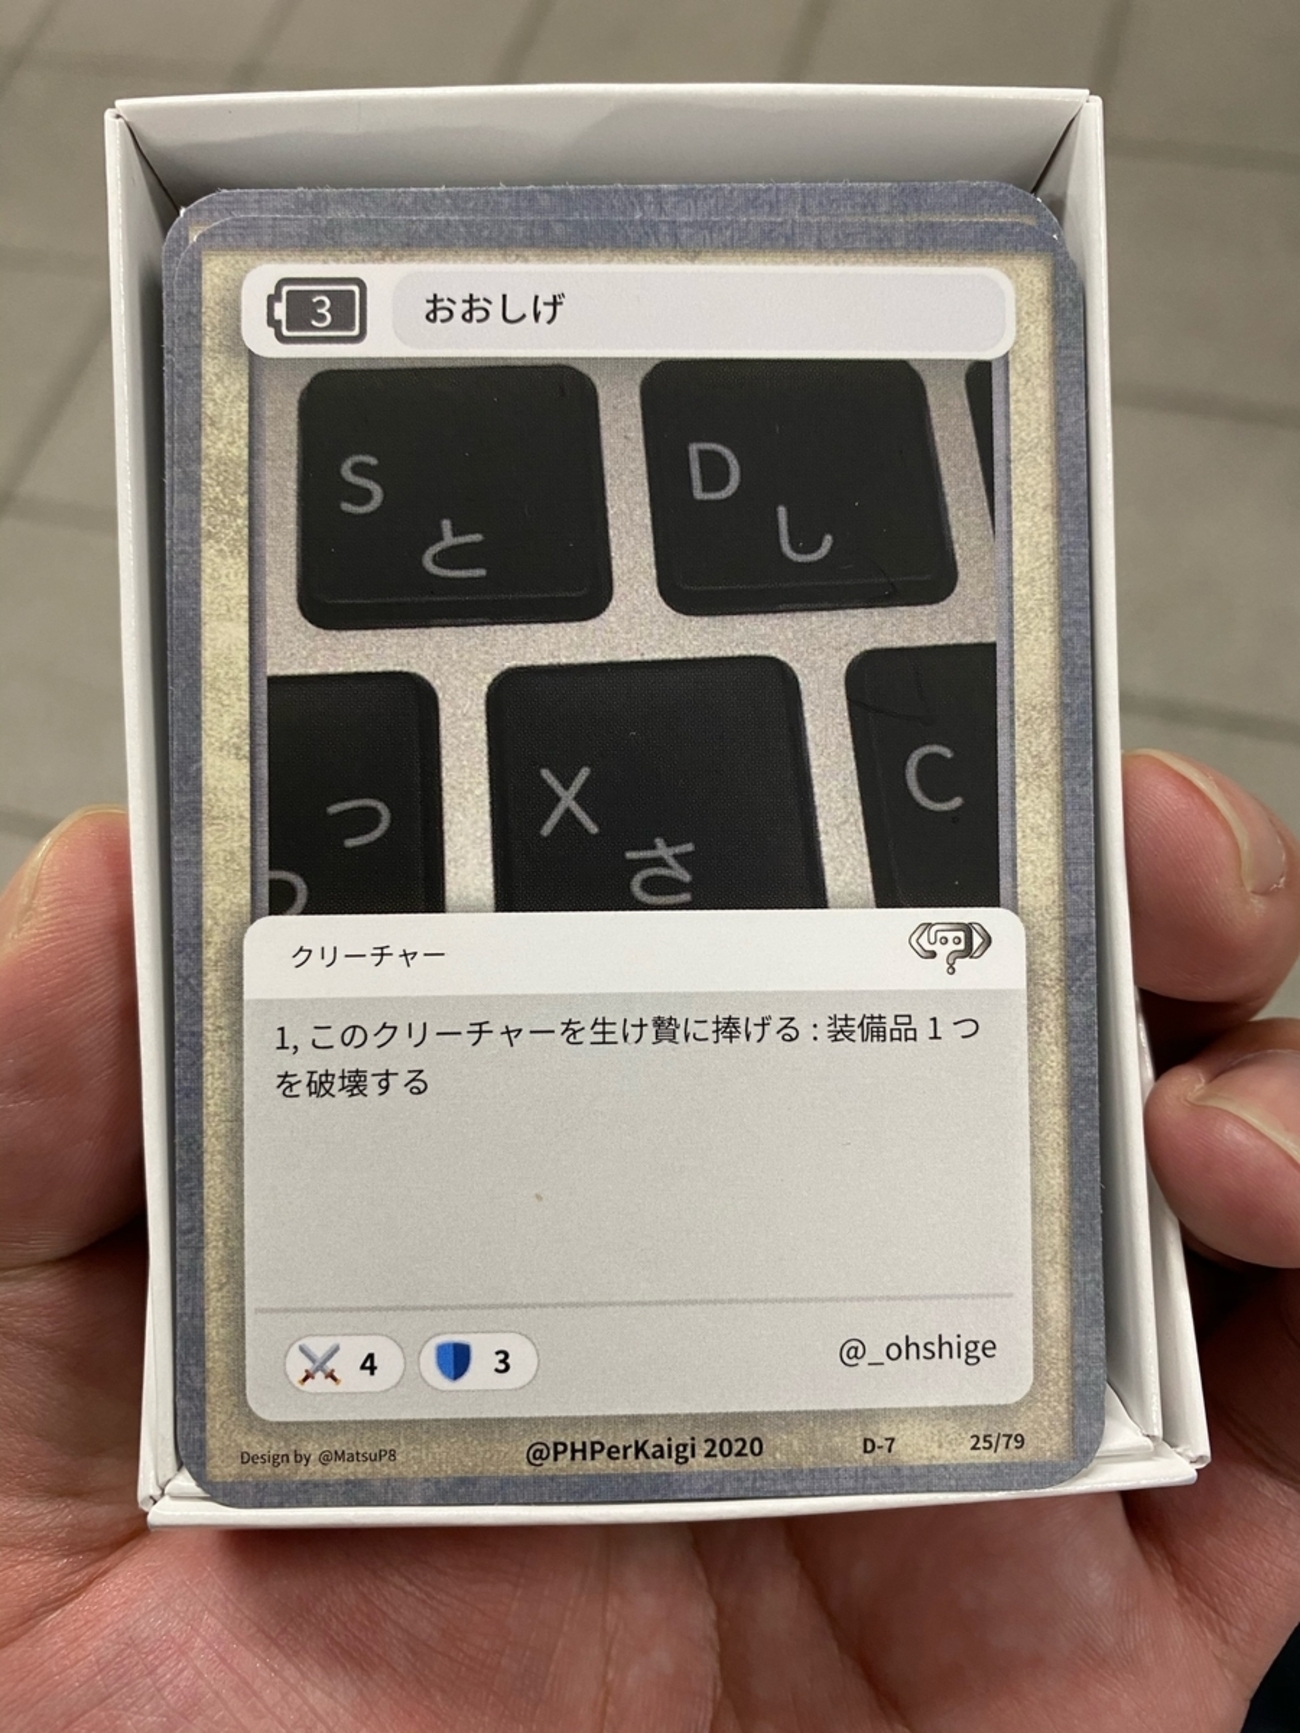 3 おおしげ
S と
D し
つ
っ
X さ
C
クリーチャー
1, このクリーチャーを生け贄に捧げる : 装備品 1 つ
を破壊する
4 3 @_ohshige
Design by @MatsuP8 @PHPerKaigi 2020 D-7 25/79